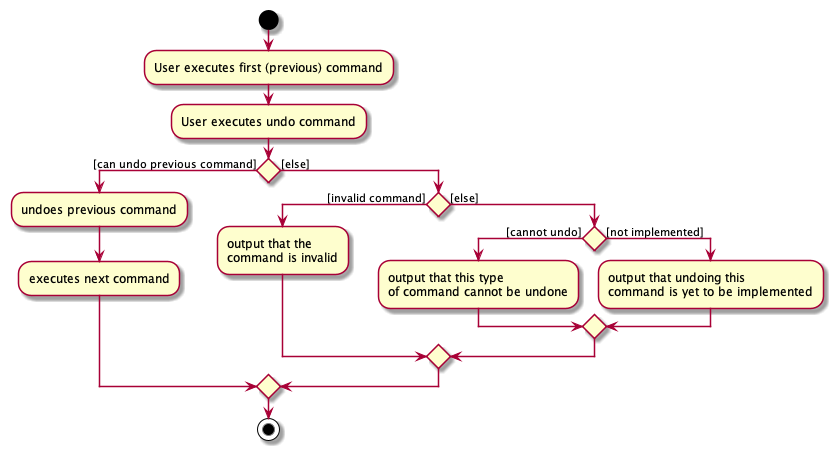 User executes first (previous) command
User executes undo command
[can undo previous command]
[else]
undoes previous command
executes next command
[invalid command]
[else]
output that the
command is invalid
[cannot undo]
[not implemented]
output that this type
of command cannot be undone
output that undoing this
command is yet to be implemented